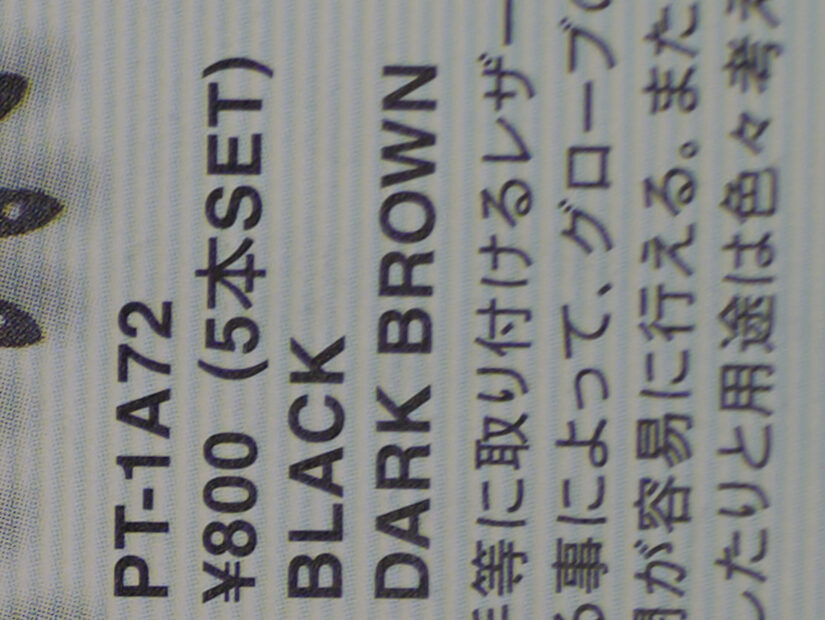 PT-1A72
¥800 (5本SET)
BLACK
DARK BROWN
等に取り付けるレザー
事によって、グローブ
が容易に行える。また
たりと用途は色々考え